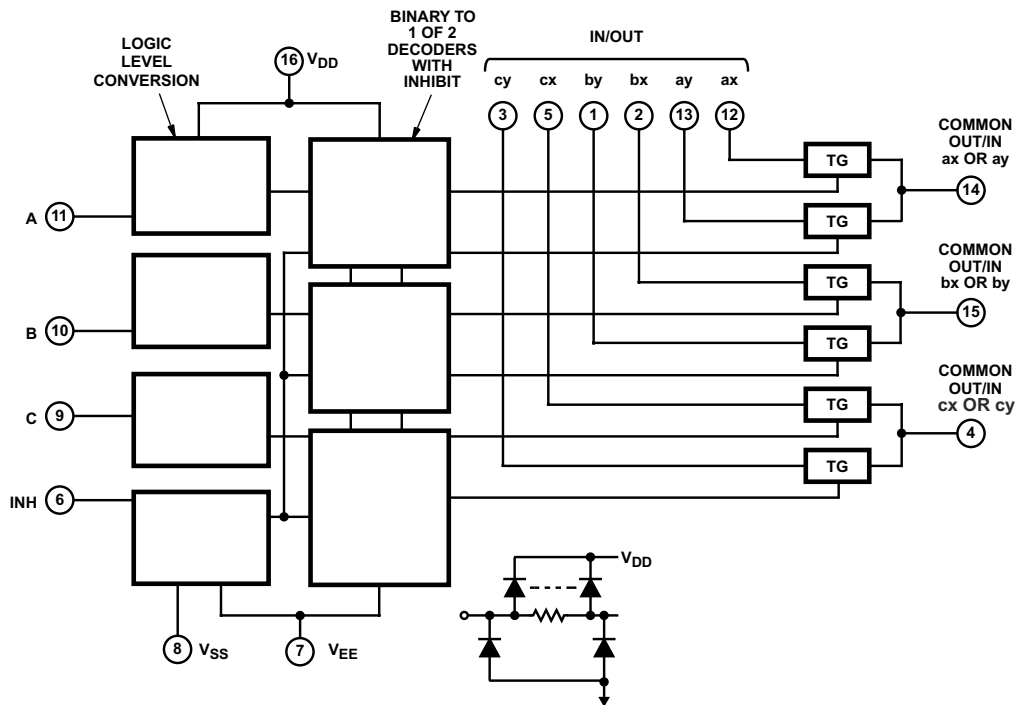 LOGIC
LEVEL
CONVERSION
16 VDD
BINARY TO
1 OF 2
DECODERS
WITH
INHIBIT
IN/OUT
cy cx by bx ay ax
3 5 1 2 13 12
TG
COMMON
OUT/IN
ax OR ay
14
A 11
TG
COMMON
OUT/IN
bx OR by
15
TG
B 10
TG
COMMON
OUT/IN
cx OR cy
4
C 9
TG
TG
INH 6
VDD
8 VSS
7 VEE